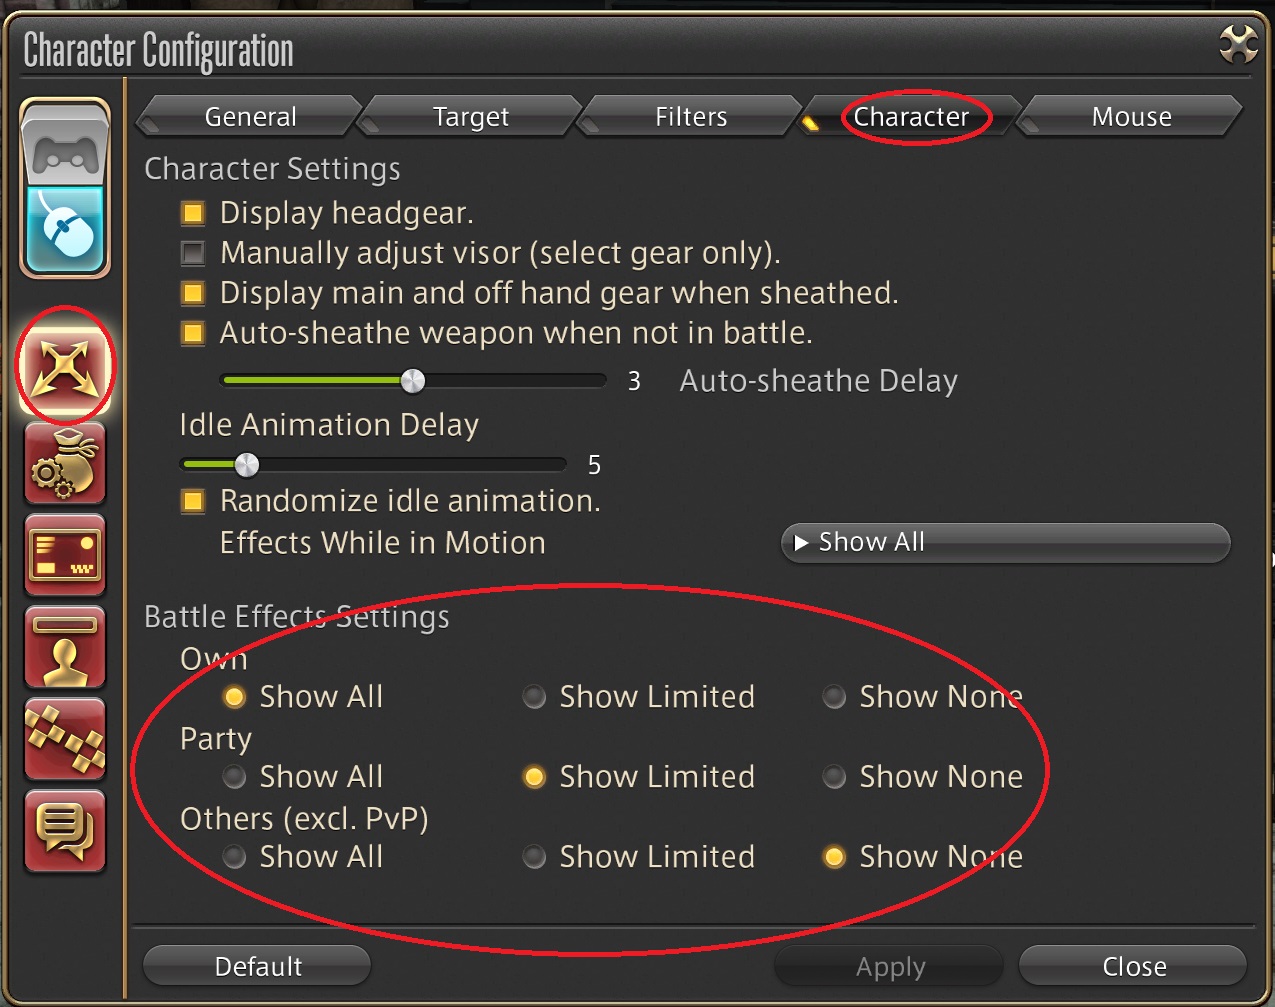 Character Configuration
General Target Filters Character Mouse
Character Settings
Display headgear.
Manually adjust visor (select gear only).
Display main and off hand gear when sheathed.
Auto-sheathe weapon when not in battle.
3 Auto-sheathe Delay
Idle Animation Delay
5
Randomize idle animation.
Effects While in Motion Show All
Battle Effects Settings
Own
Show All Show Limited Show None
Party
Show All Show Limited Show None
Others (excl. PvP)
Show All Show Limited Show None
Default Apply Close